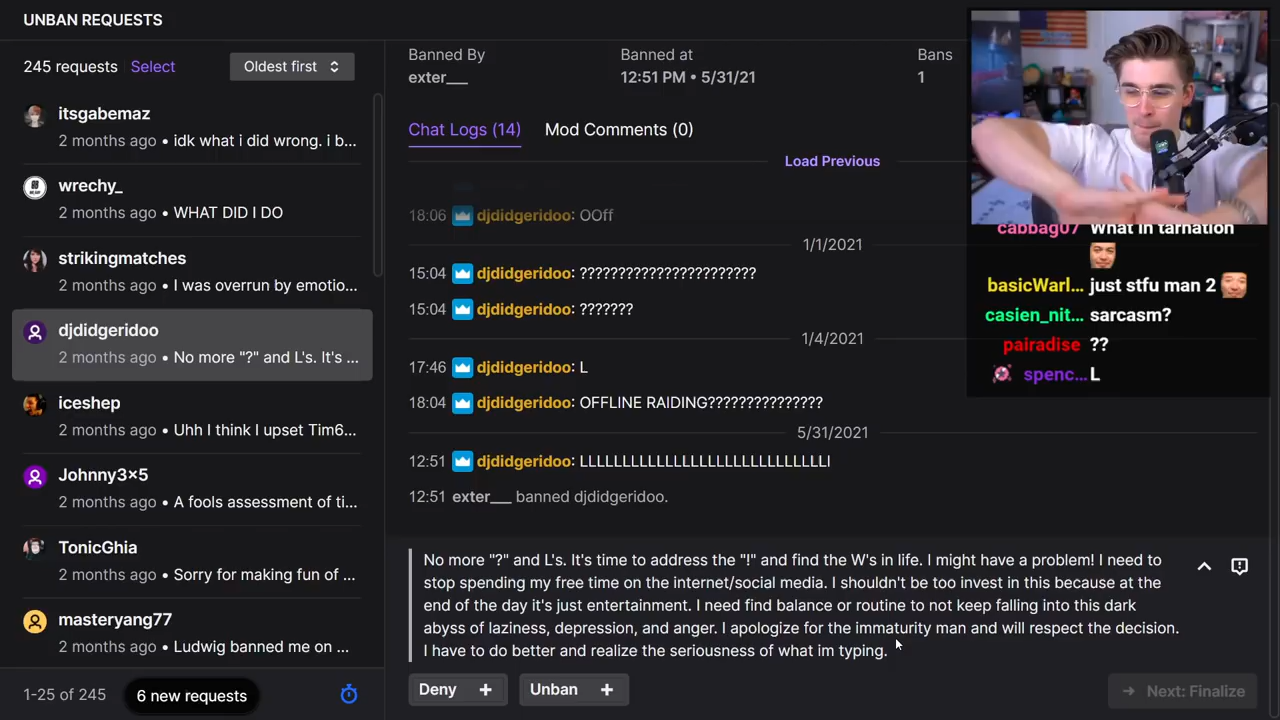 UNBAN REQUESTS
245 requests Select Oldest first
itsgabemaz
2 months ago • idk what i did wrong. i b...
wrechy_
2 months ago • WHAT DID I DO
strikingmatches
2 months ago • I was overrun by emotio...
djdidgeridoo
2 months ago • No more "?" and L's. It's ...
iceshep
2 months ago • Uhh I think I upset Tim6...
Johnny3x5
2 months ago • A fools assessment of ti...
TonicGhia
2 months ago • Sorry for making fun of ...
masteryang77
2 months ago • Ludwig banned me on ...
1-25 of 245 6 new requests
Banned By Banned at Bans
exter___ 12:51 PM • 5/31/21 1
Chat Logs (14) Mod Comments (0)
Load Previous
18:06 djdidgeridoo: OOff
1/1/2021
15:04 djdidgeridoo: ???????????????????????
15:04 djdidgeridoo: ???????
1/4/2021
17:46 djdidgeridoo: L
18:04 djdidgeridoo: OFFLINE RAIDING???????????????
5/31/2021
12:51 djdidgeridoo: LLLLLLLLLLLLLLLLLLLLLLLLLLLLLI
12:51 exter___ banned djdidgeridoo.
No more "?" and L's. It's time to address the "!" and find the W's in life. I might have a problem! I need to
stop spending my free time on the internet/social media. I shouldn't be too invest in this because at the
end of the day it's just entertainment. I need find balance or routine to not keep falling into this dark
abyss of laziness, depression, and anger. I apologize for the immaturity man and will respect the decision.
I have to do better and realize the seriousness of what im typing.
Deny + Unban + Next: Finalize
cabbag07 What in tarnation
basicWarl... just stfu man 2
casien_nit... sarcasm?
pairadise ??
spenc... L